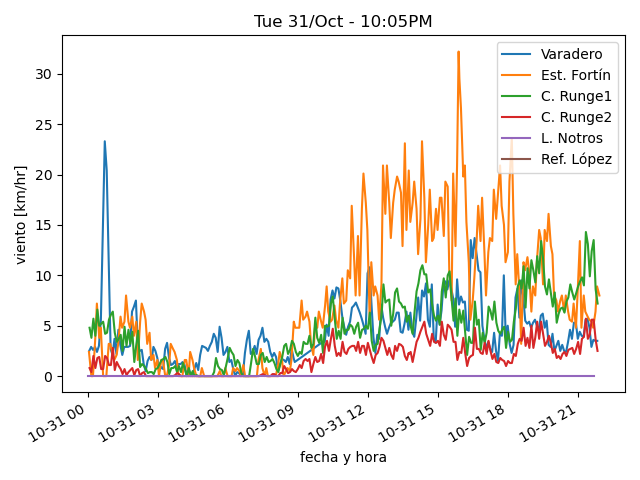 Tue 31/Oct - 10:05PM
Varadero
Est. Fortín
C. Runge1
C. Runge2
L. Notros
Ref. López
viento [km/hr]
30
25
20
15
10
5
0
10-31 00
10-31 03
10-31 06
10-31 09
10-31 12
10-31 15
10-31 18
10-31 21
fecha y hora